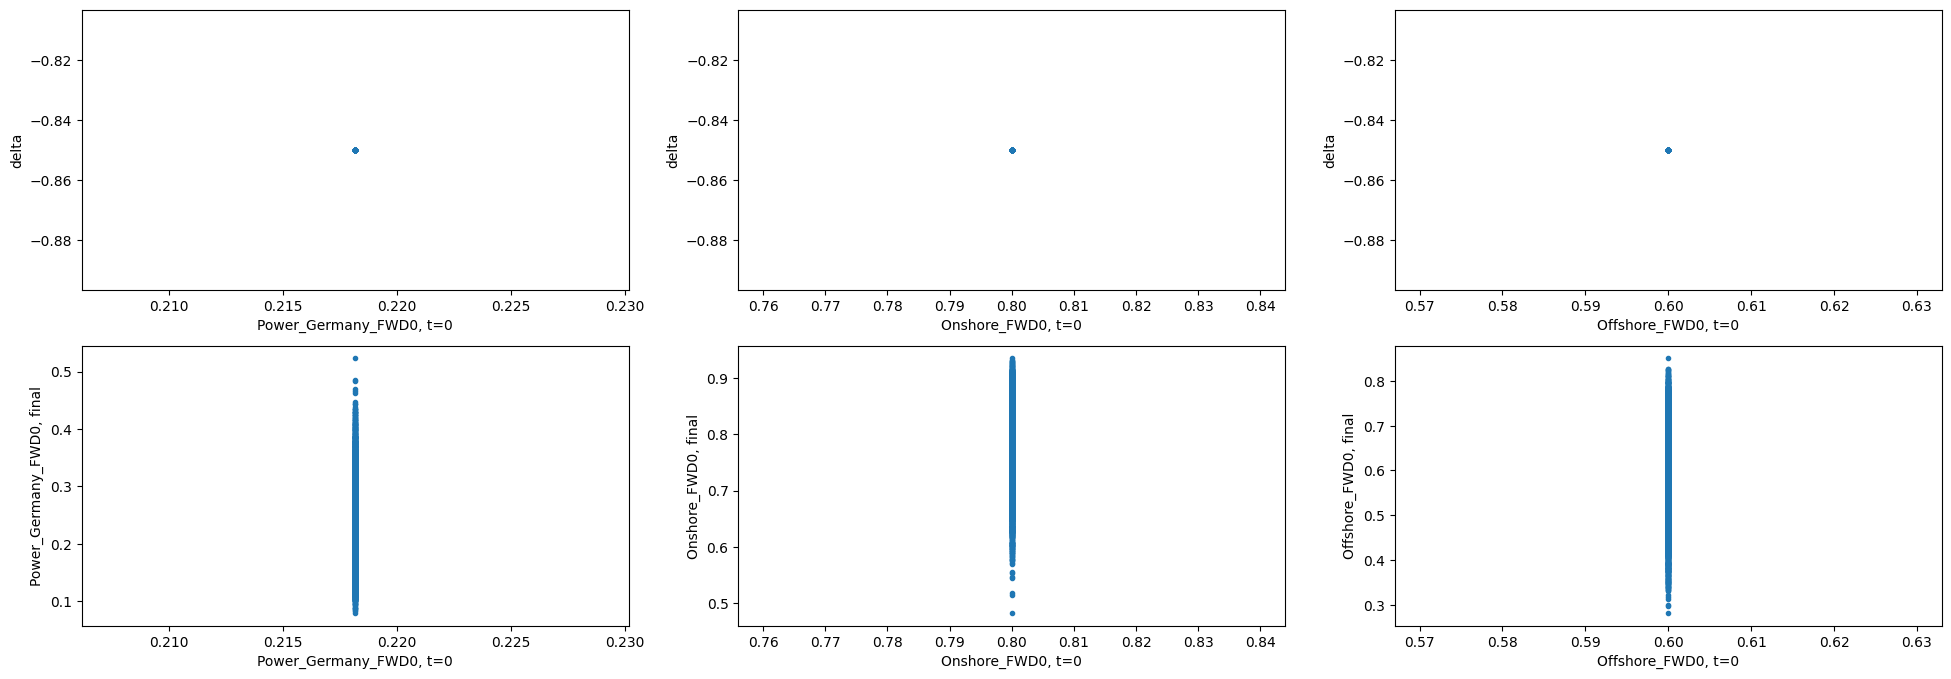 −0.82
−0.84
−0.86
−0.88
delta
0.210 0.215 0.220 0.225 0.230
Power_Germany_FWD0, t=0
−0.82
−0.84
−0.86
−0.88
delta
0.76 0.77 0.78 0.79 0.80 0.81 0.82 0.83 0.84
Onshore_FWD0, t=0
−0.82
−0.84
−0.86
−0.88
delta
0.57 0.58 0.59 0.60 0.61 0.62 0.63
Offshore_FWD0, t=0
0.5
0.4
0.3
0.2
0.1
Power_Germany_FWD0, final
0.210 0.215 0.220 0.225 0.230
Power_Germany_FWD0, t=0
0.9
0.8
0.7
0.6
0.5
Onshore_FWD0, final
0.76 0.77 0.78 0.79 0.80 0.81 0.82 0.83 0.84
Onshore_FWD0, t=0
0.8
0.7
0.6
0.5
0.4
0.3
Offshore_FWD0, final
0.57 0.58 0.59 0.60 0.61 0.62 0.63
Offshore_FWD0, t=0